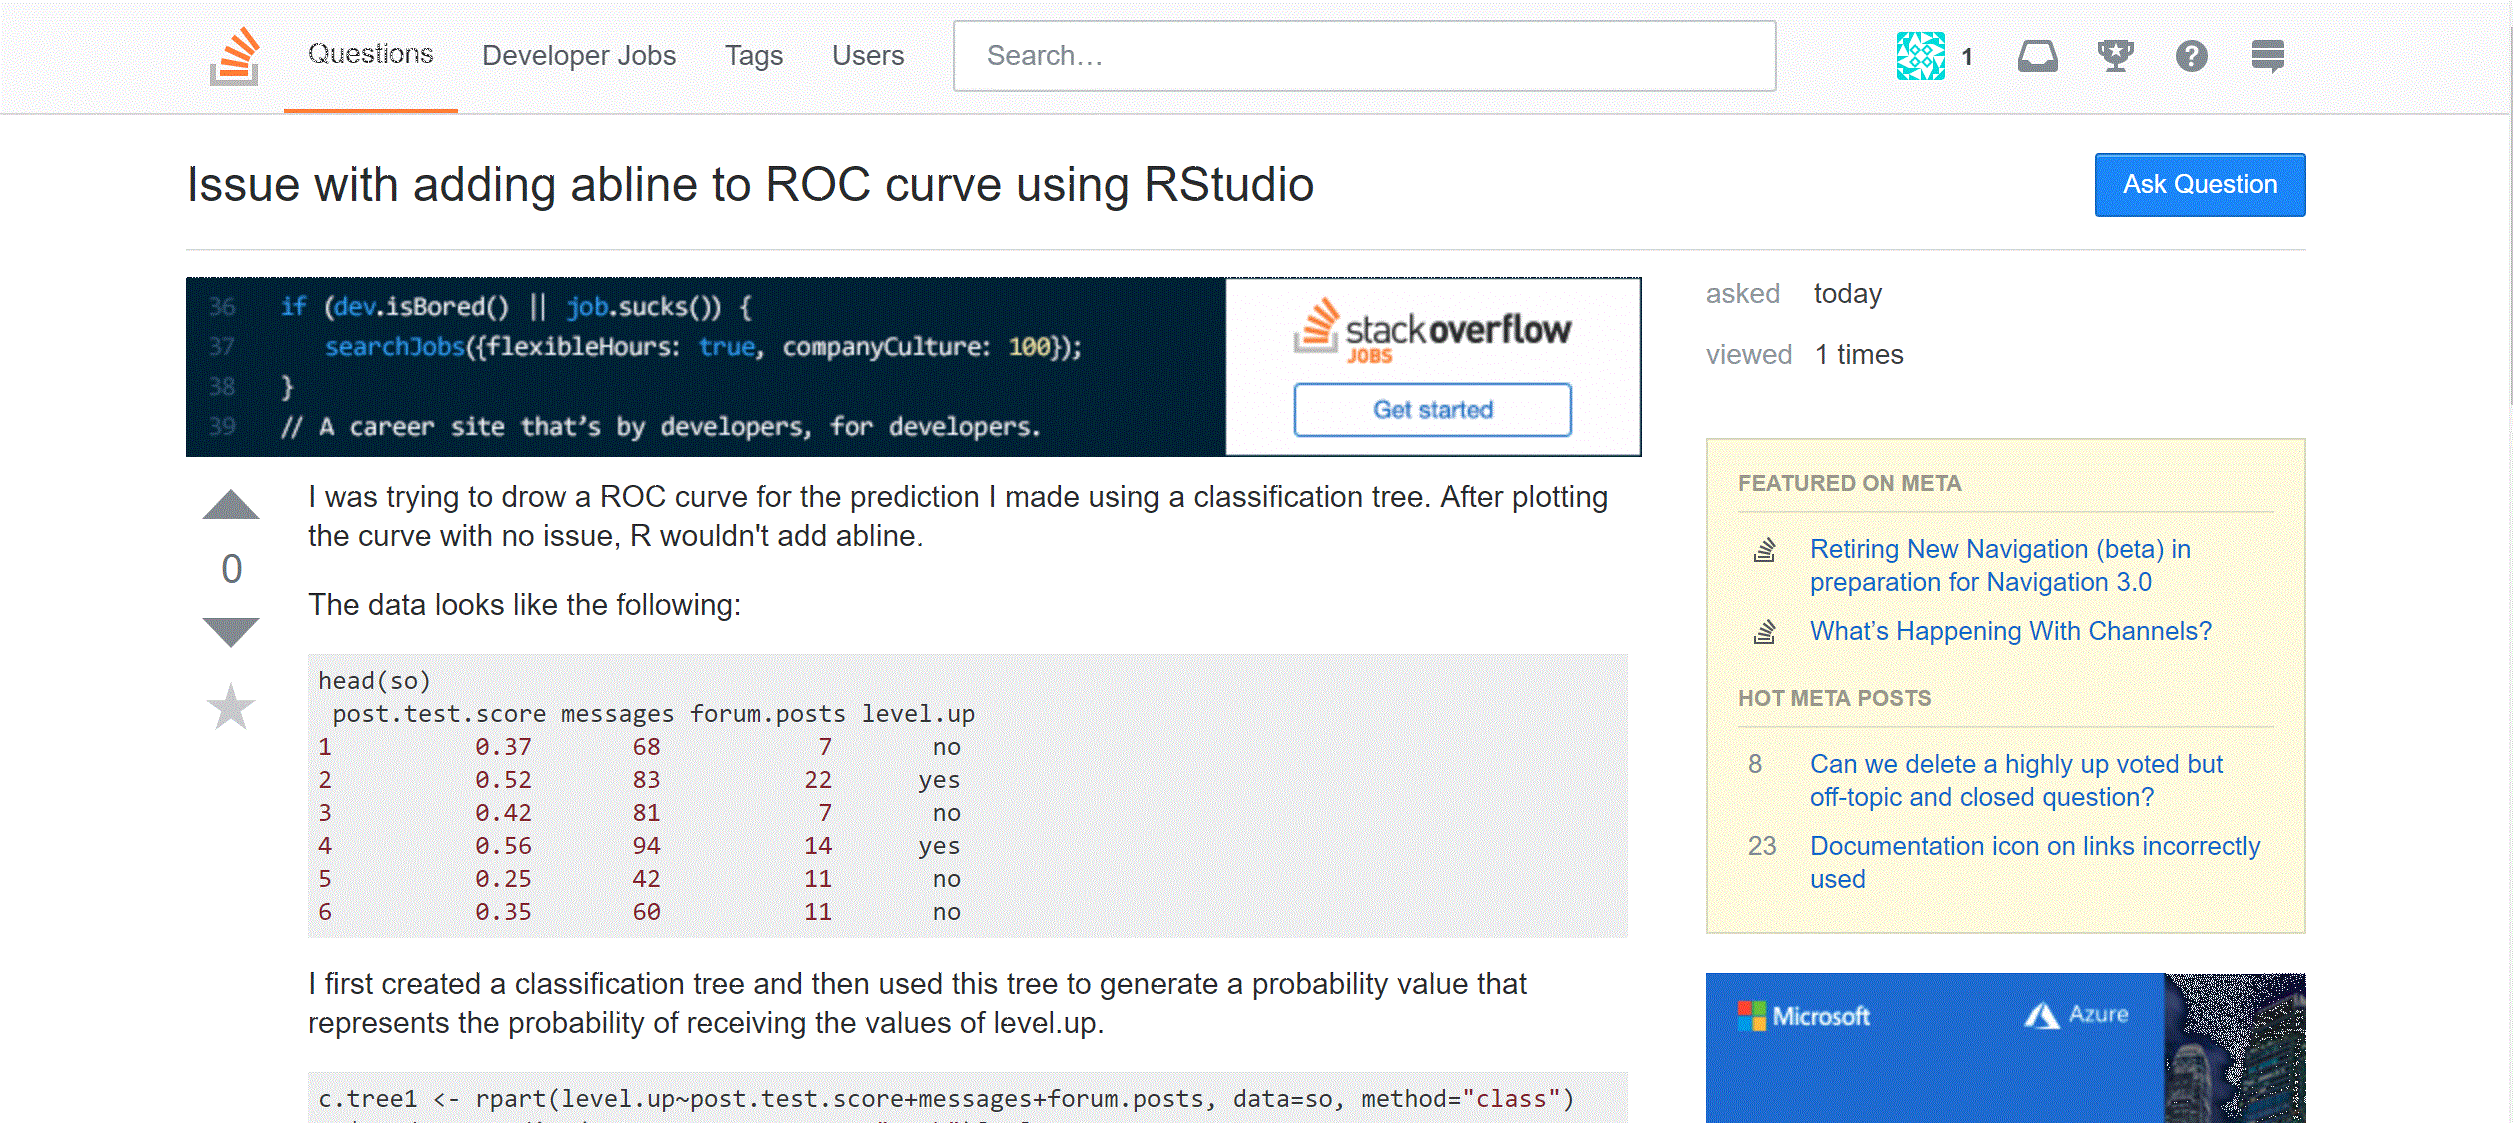 Questions Developer Jobs Tags Users Search… 1
Issue with adding abline to ROC curve using RStudio
Ask Question
36 if (dev.isBored() || job.sucks()) {
37 searchJobs({flexibleHours: true, companyCulture: 100});
38 }
39 // A career site that's by developers, for developers.
stackoverflow
JOBS
Get started
asked today
viewed 1 times
0
I was trying to drow a ROC curve for the prediction I made using a classification tree. After plotting
the curve with no issue, R wouldn't add abline.
The data looks like the following:
head(so)
post.test.score messages forum.posts level.up
1 0.37 68 7 no
2 0.52 83 22 yes
3 0.42 81 7 no
4 0.56 94 14 yes
5 0.25 42 11 no
6 0.35 60 11 no
I first created a classification tree and then used this tree to generate a probability value that
represents the probability of receiving the values of level.up.
c.tree1 <- rpart(level.up~post.test.score+messages+forum.posts, data=so, method="class")
FEATURED ON META
Retiring New Navigation (beta) in
preparation for Navigation 3.0
What's Happening With Channels?
HOT META POSTS
8 Can we delete a highly up voted but
off-topic and closed question?
23 Documentation icon on links incorrectly
used
Microsoft Azure